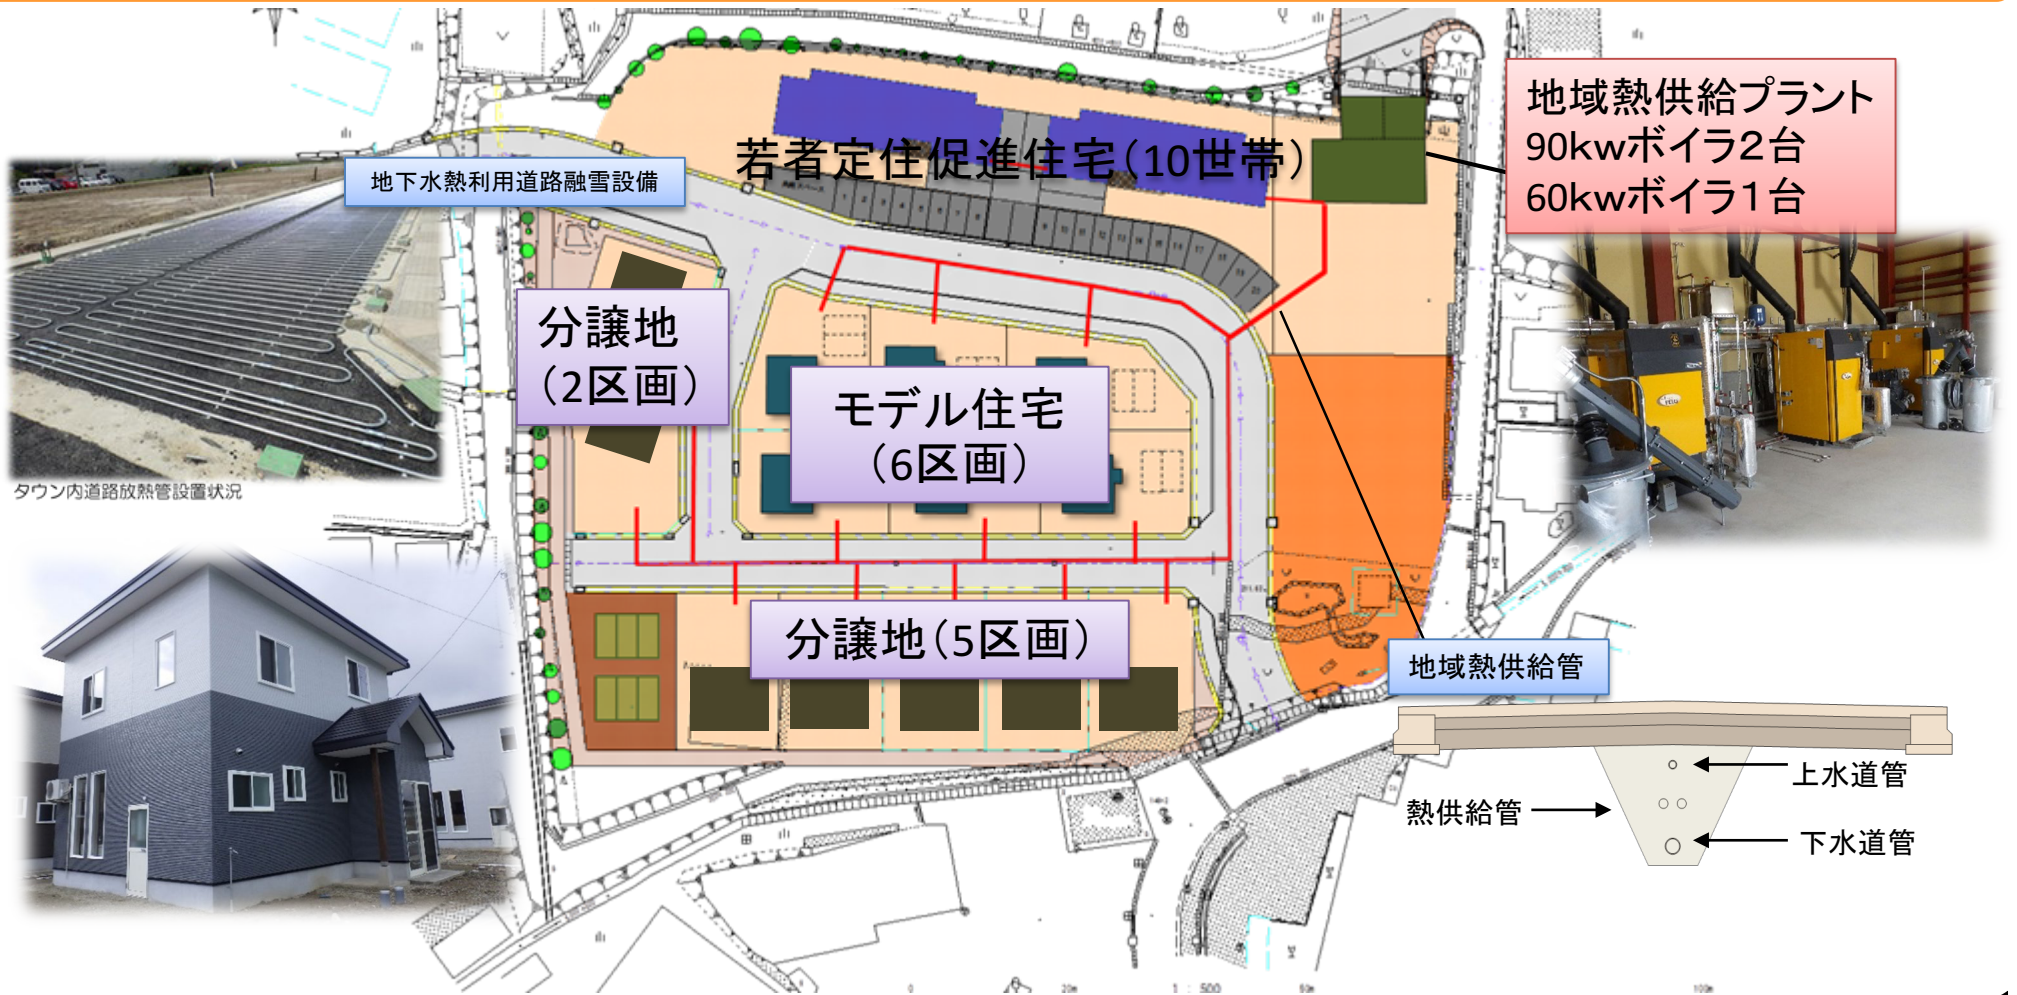 地域熱供給プラント
90kwボイラ2台
60kwボイラ1台
若者定住促進住宅(10世帯)
地下水熱利用道路融雪設備
分譲地
(2区画)
モデル住宅
(6区画)
タウン内道路放熱管設置状況
分譲地(5区画)
地域熱供給管
上水道管
熱供給管
下水道管
1 : 500